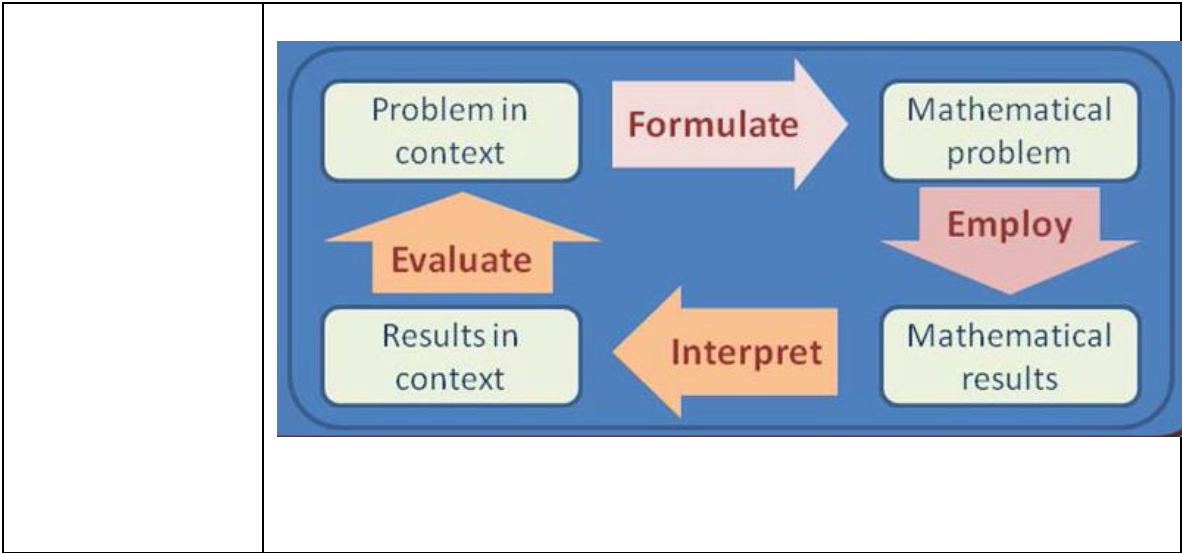 Problem in
context
Formulate
Mathematical
problem
Employ
Mathematical
results
Interpret
Results in
context
Evaluate